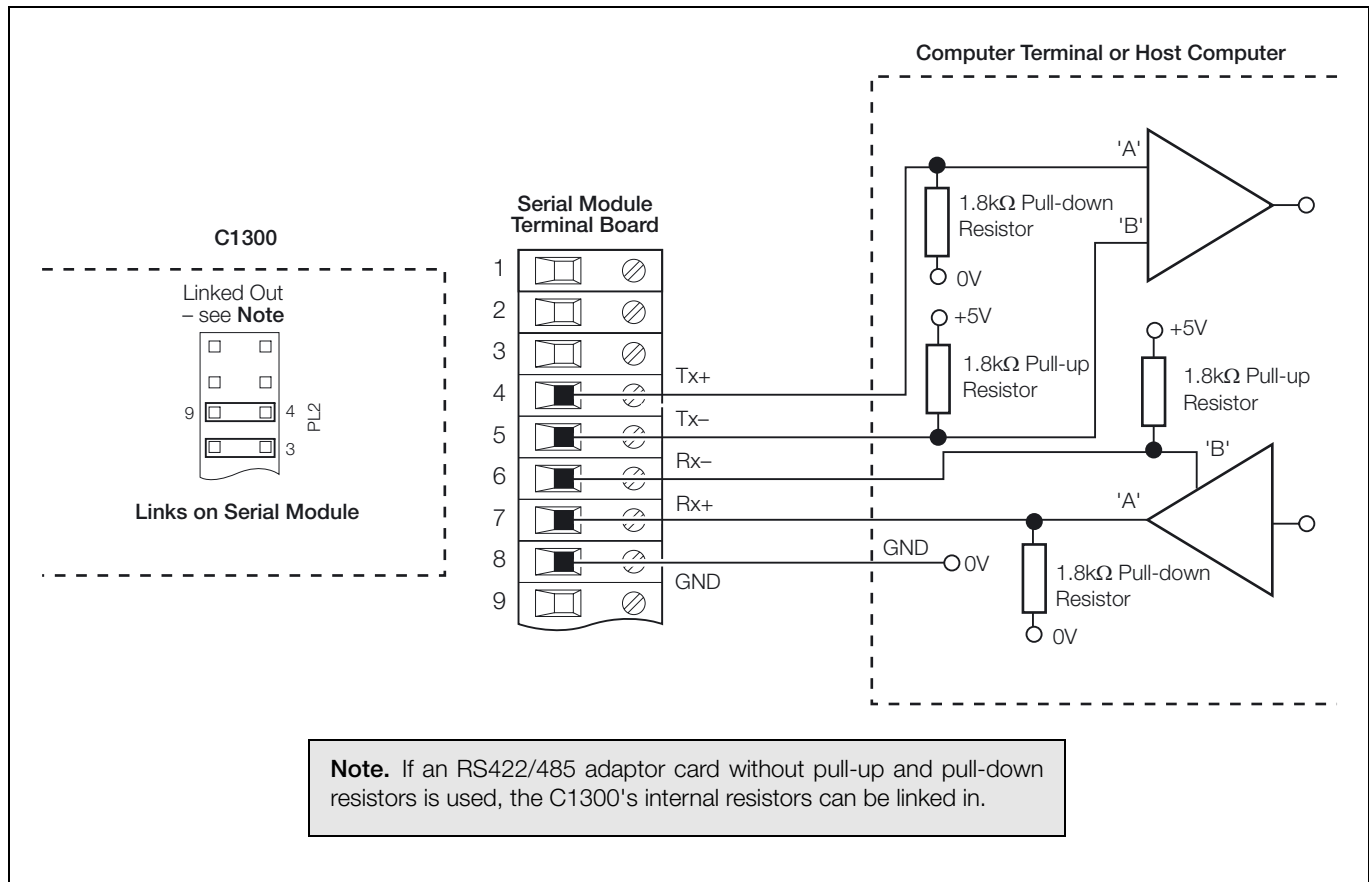 Computer Terminal or Host Computer
'A'
1.8kΩ Pull-down
Resistor
'B'
0V
+5V
1.8kΩ Pull-up
Resistor
+5V
1.8kΩ Pull-up
Resistor
'B'
'A'
GND
0V
1.8kΩ Pull-down
Resistor
0V
Serial Module
Terminal Board
1
2
3
4
5
6
7
8
9
Tx+
Tx–
Rx–
Rx+
GND
C1300
Linked Out
– see Note
9
4
PL2
3
Links on Serial Module
Note. If an RS422/485 adaptor card without pull-up and pull-down
resistors is used, the C1300's internal resistors can be linked in.